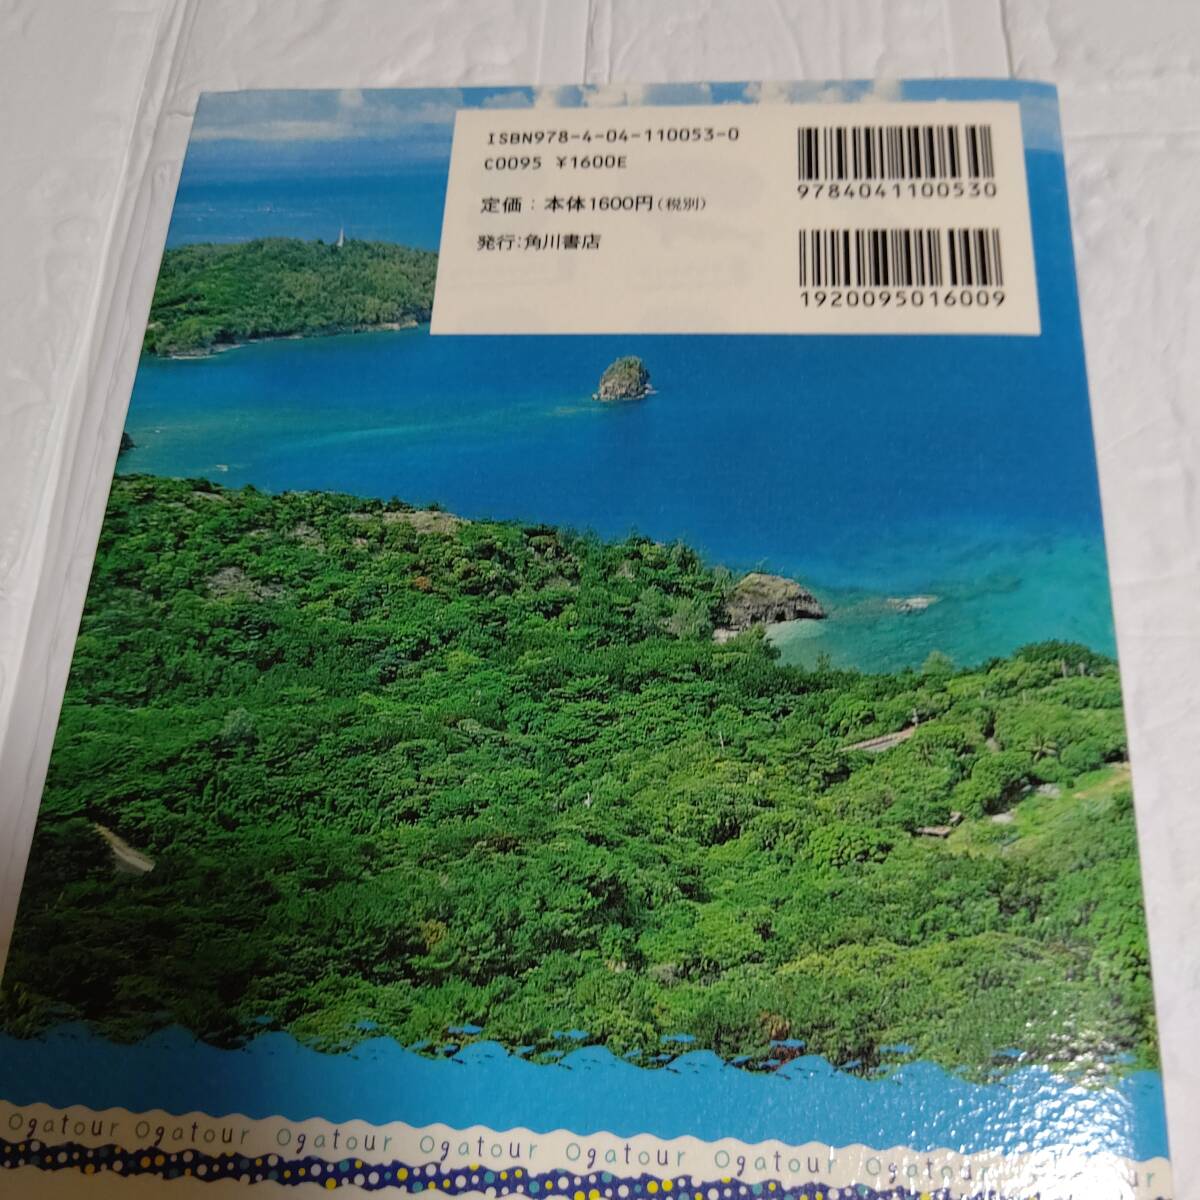 ISBN978-4-04-110053-0
C0095 ¥1600E
定価：本体1600円(税別)
発行：角川書店
9784041100530
1920095016009
Ogatour Ogatour Ogatour Ogatour Ogatour Ogatour Ogatour Ogatour